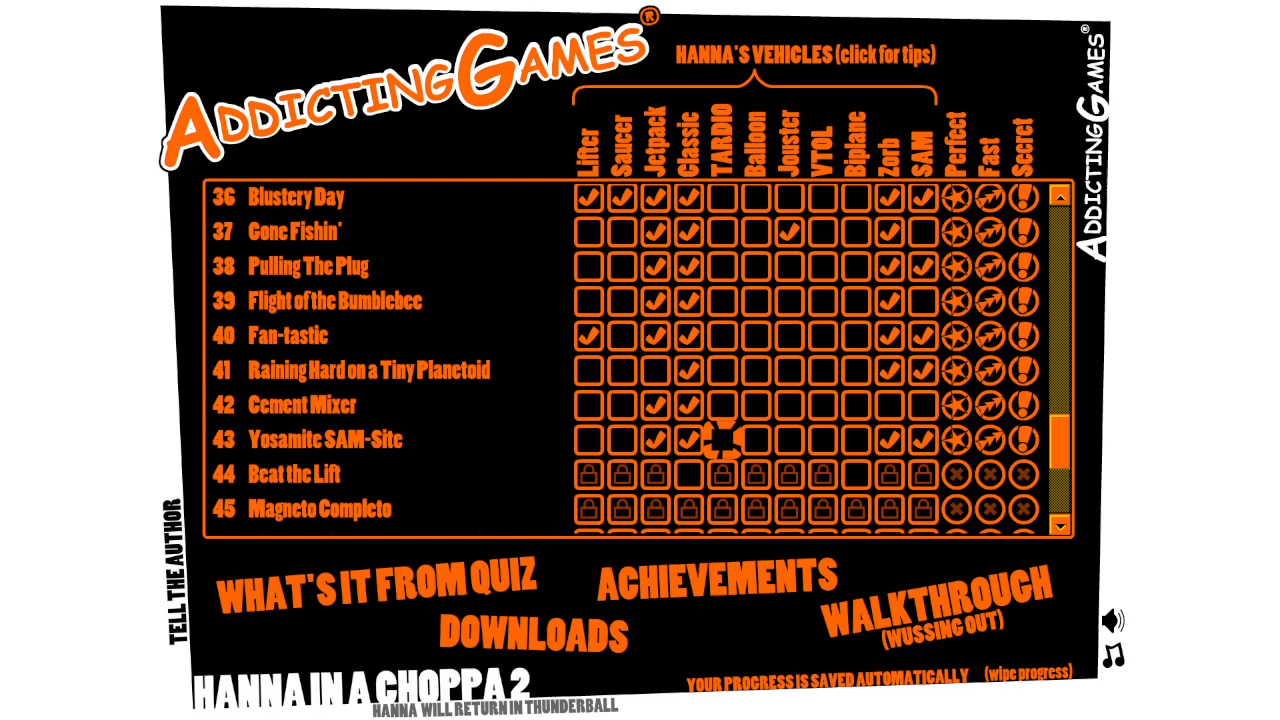 ADDICTINGGAMES®
HANNA'S VEHICLES (click for tips)
Lifter
Saucer
Jetpack
Classic
TARDIO
Balloon
Jouster
VTOL
Biplane
Zorb
SAM
Perfect
Fast
Secret
ADDICTINGGAMES®
36 Blustery Day
37 Gone Fishin'
38 Pulling The Plug
39 Flight of the Bumblebee
40 Fan-tastic
41 Raining Hard on a Tiny Planetoid
42 Cement Mixer
43 Yosamite SAM-Site
44 Beat the Lift
45 Magneto Completo
TELL THE AUTHOR
WHAT'S IT FROM QUIZ
ACHIEVEMENTS
DOWNLOADS
WALKTHROUGH
(WUSSING OUT)
HANNA IN A CHOPPA 2
HANNA WILL RETURN IN THUNDERBALL
YOUR PROGRESS IS SAVED AUTOMATICALLY (wipe progress)